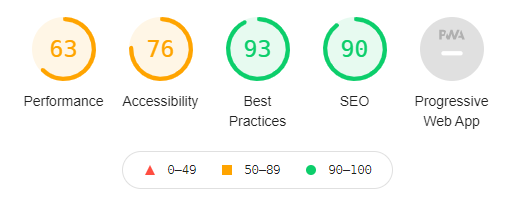 63 76 93 90 PWA
Performance Accessibility Best Practices SEO Progressive Web App
0–49 50–89 90–100